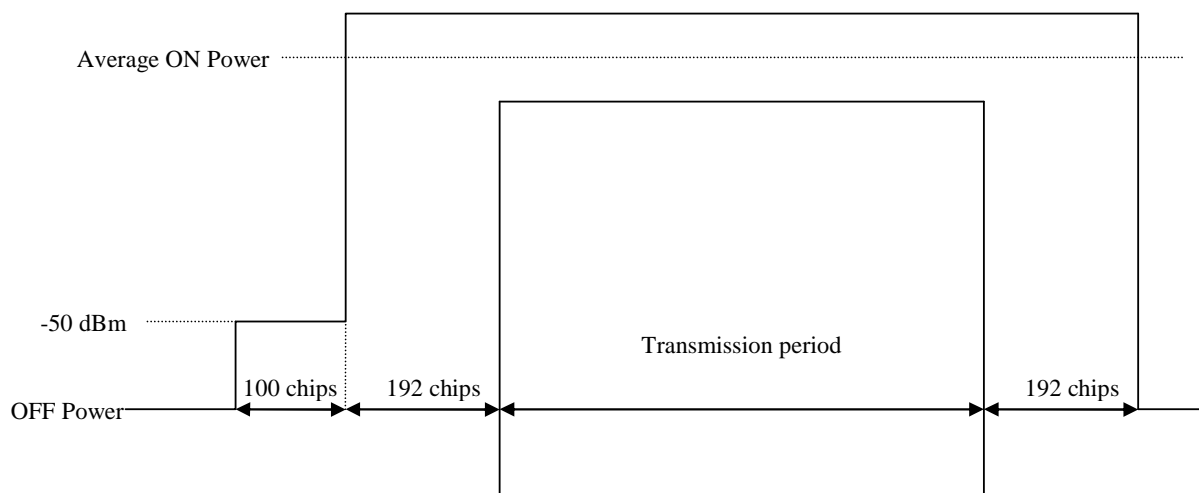 Average ON Power
-50 dBm
Transmission period
100 chips
192 chips
192 chips
OFF Power